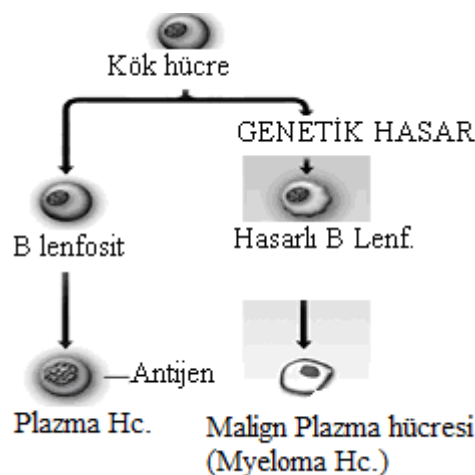 Kök hücre
GENETİK HASAR
B lenfosit
Hasarlı B Lenf.
Antijen
Plazma Hc.
Malign Plazma hücresi
(Myeloma Hc.)